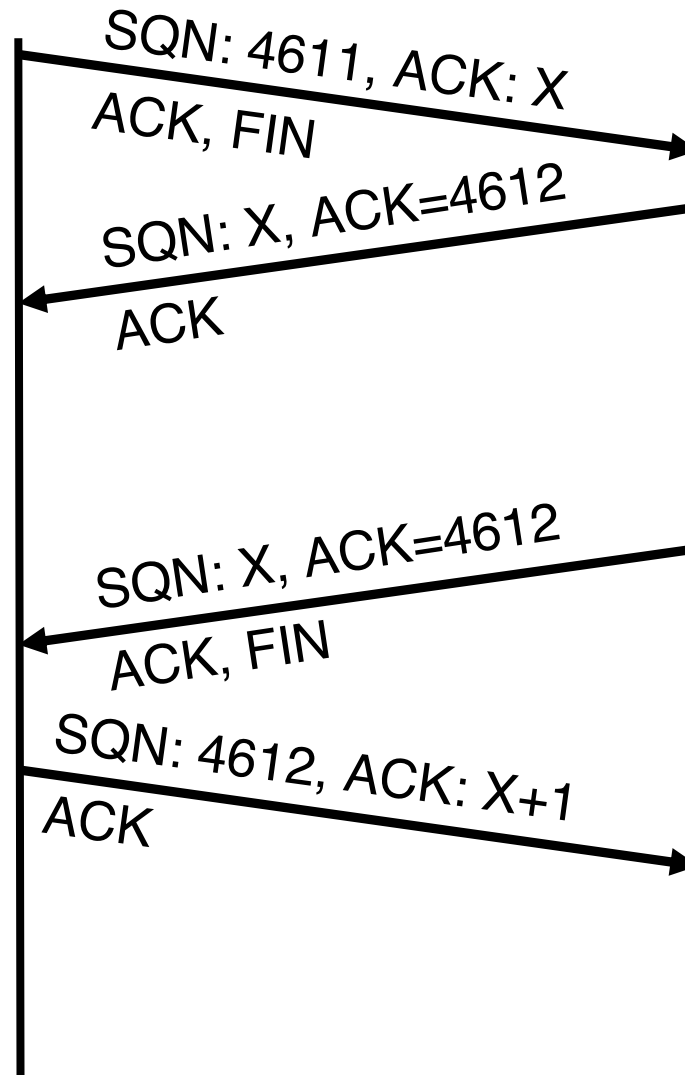 SQN: 4611, ACK: X
ACK, FIN
SQN: X, ACK=4612
ACK
SQN: X, ACK=4612
ACK, FIN
SQN: 4612, ACK: X+1
ACK